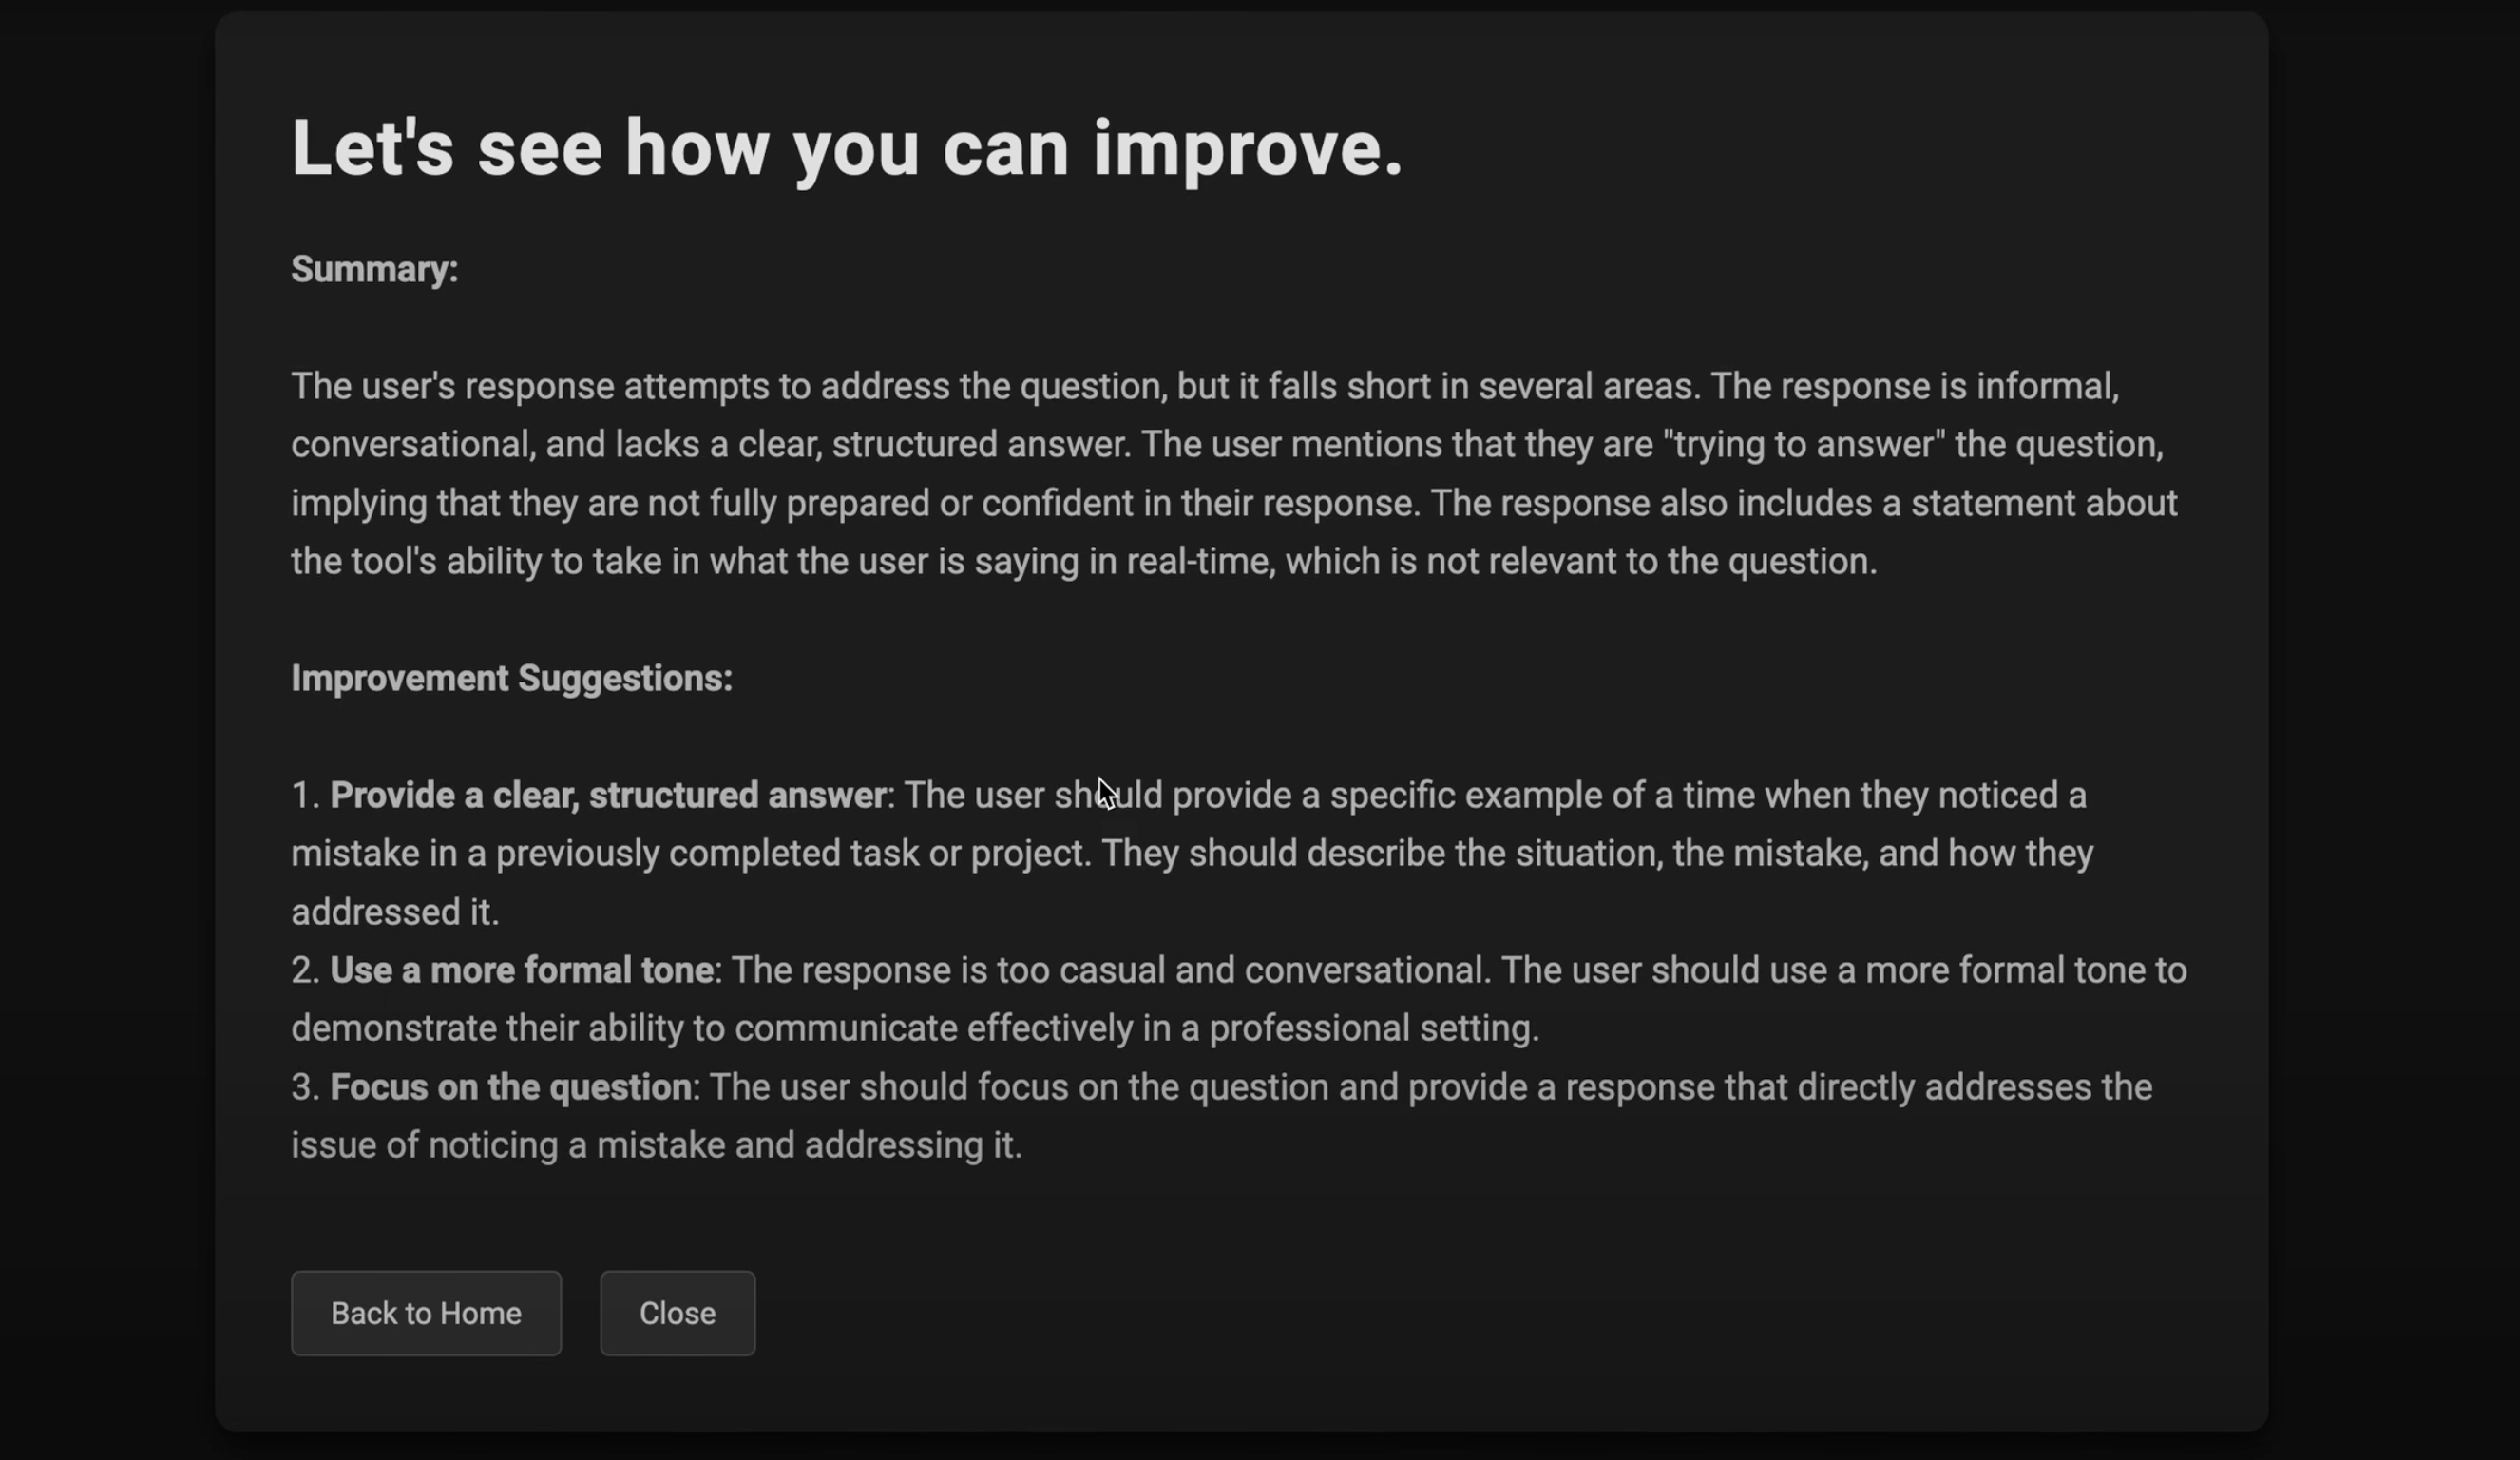 Let's see how you can improve.
Summary:
The user's response attempts to address the question, but it falls short in several areas. The response is informal,
conversational, and lacks a clear, structured answer. The user mentions that they are "trying to answer" the question,
implying that they are not fully prepared or confident in their response. The response also includes a statement about
the tool's ability to take in what the user is saying in real-time, which is not relevant to the question.
Improvement Suggestions:
1. Provide a clear, structured answer: The user should provide a specific example of a time when they noticed a
mistake in a previously completed task or project. They should describe the situation, the mistake, and how they
addressed it.
2. Use a more formal tone: The response is too casual and conversational. The user should use a more formal tone to
demonstrate their ability to communicate effectively in a professional setting.
3. Focus on the question: The user should focus on the question and provide a response that directly addresses the
issue of noticing a mistake and addressing it.
Back to Home
Close